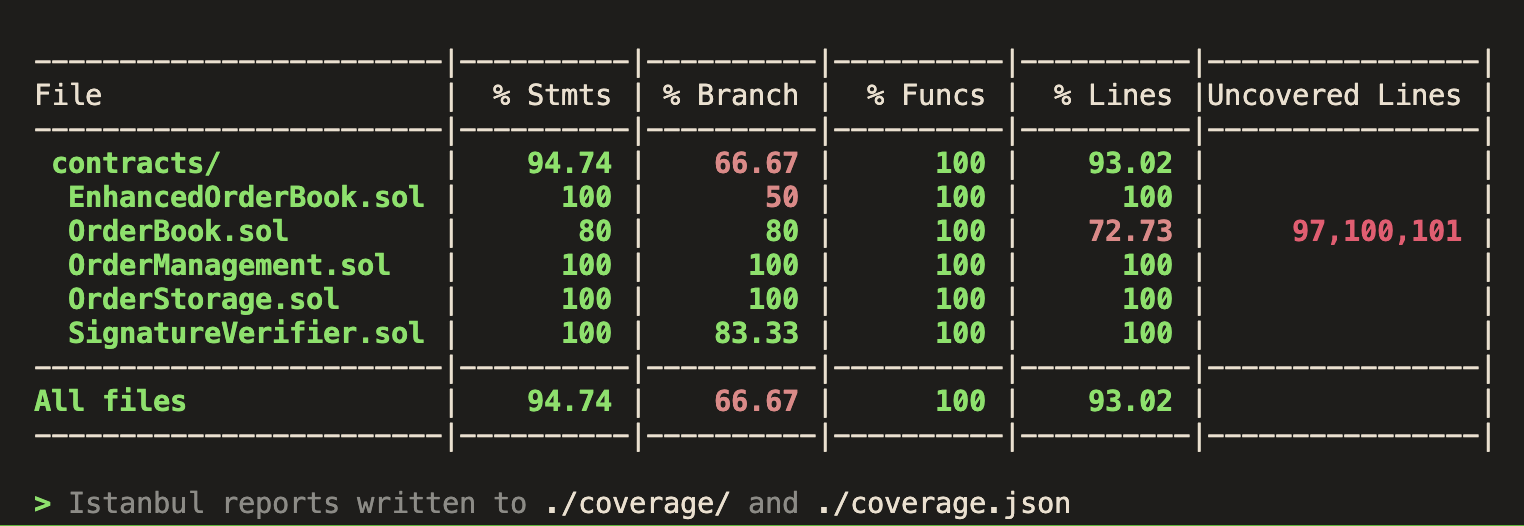 -------------------------|-----------|-----------|-----------|-----------|-----------------|
File                     |  % Stmts  | % Branch  |  % Funcs  |  % Lines  |Uncovered Lines  |
-------------------------|-----------|-----------|-----------|-----------|-----------------|
 contracts/              |    94.74  |    66.67  |      100  |    93.02  |                 |
  EnhancedOrderBook.sol  |      100  |       50  |      100  |      100  |                 |
  OrderBook.sol          |       80  |       80  |      100  |    72.73  |     97,100,101  |
  OrderManagement.sol    |      100  |      100  |      100  |      100  |                 |
  OrderStorage.sol       |      100  |      100  |      100  |      100  |                 |
  SignatureVerifier.sol  |      100  |    83.33  |      100  |      100  |                 |
-------------------------|-----------|-----------|-----------|-----------|-----------------|
All files                |    94.74  |    66.67  |      100  |    93.02  |                 |
-------------------------|-----------|-----------|-----------|-----------|-----------------|
> Istanbul reports written to ./coverage/ and ./coverage.json